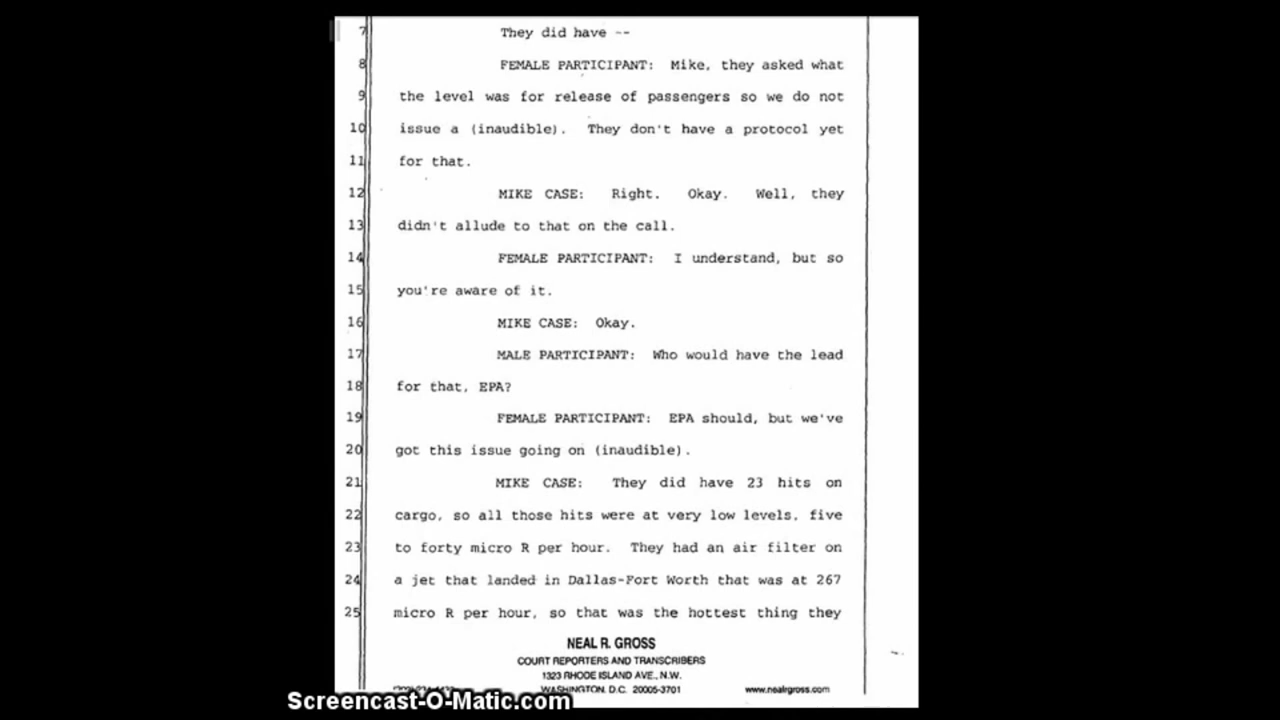 7 They did have --
8 FEMALE PARTICIPANT: Mike, they asked what
9 the level was for release of passengers so we do not
10 issue a (inaudible). They don't have a protocol yet
11 for that.
12 MIKE CASE: Right. Okay. Well, they
13 didn't allude to that on the call.
14 FEMALE PARTICIPANT: I understand, but so
15 you're aware of it.
16 MIKE CASE: Okay.
17 MALE PARTICIPANT: Who would have the lead
18 for that, EPA?
19 FEMALE PARTICIPANT: EPA should, but we've
20 got this issue going on (inaudible).
21 MIKE CASE: They did have 23 hits on
22 cargo, so all those hits were at very low levels, five
23 to forty micro R per hour. They had an air filter on
24 a jet that landed in Dallas-Fort Worth that was at 267
25 micro R per hour, so that was the hottest thing they
NEAL R. GROSS
COURT REPORTERS AND TRANSCRIBERS
1323 RHODE ISLAND AVE., N.W.
WASHINGTON, D.C. 20005-3701 www.nealrgross.com
Screencast-O-Matic.com